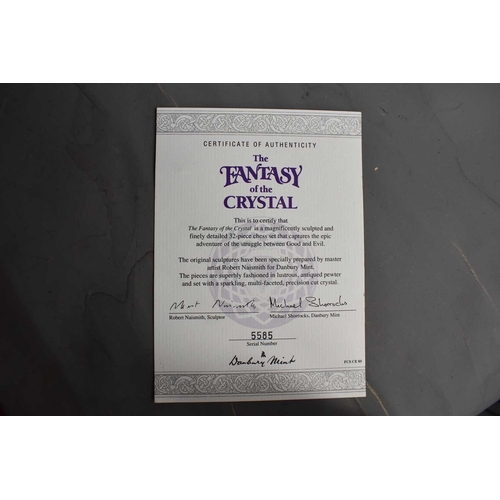 CERTIFICATE OF AUTHENTICITY
The
FANTASY
of the
CRYSTAL
This is to certify that
The Fantasy of the Crystal is a magnificently sculpted and
finely detailed 32-piece chess set that captures the epic
adventure of the struggle between Good and Evil.
The original sculptures have been specially prepared by master
artist Robert Naismith for Danbury Mint.
The pieces are superbly fashioned in lustrous, antiqued pewter
and set with a sparkling, multi-faceted, precision cut crystal.
Michael Shorrocks
Robert Naismith, Sculptor Michael Shorrocks, Danbury Mint
5585
Serial Number
&
Danbury Mint